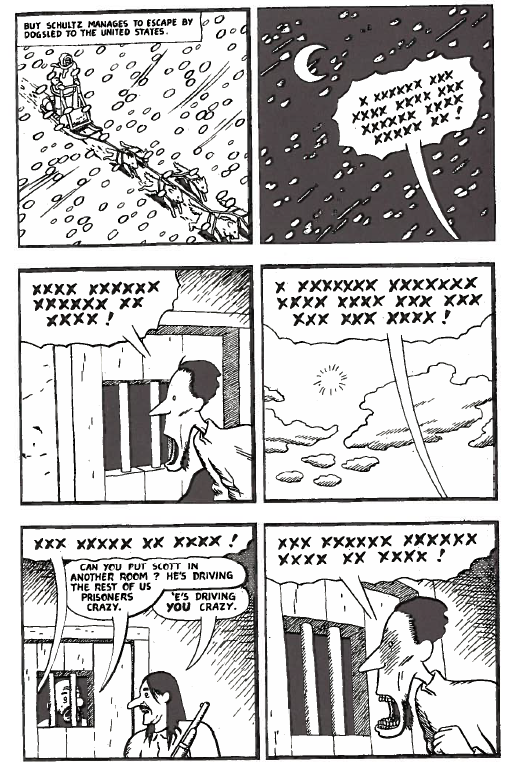 BUT SCHULTZ MANAGES TO ESCAPE BY
DOGSLED TO THE UNITED STATES.
X XXXXXX XXX
XXXX XXXX XXX
XXXXXX XXXX
XXXXX XX !
XXXX XXXXXX
XXXXXX XX
XXXX !
X XXXXXXX XXXXXXX
XXXX XXXX XXX XXX
XXX XXX XXXX !
XXX XXXXX XX XXXX !
CAN YOU PUT SCOTT IN
ANOTHER ROOM ? HE'S DRIVING
THE REST OF US
PRISONERS
CRAZY.
'E'S DRIVING
YOU CRAZY.
XXX XXXXXX XXXXXX
XXXX XX XXXX !